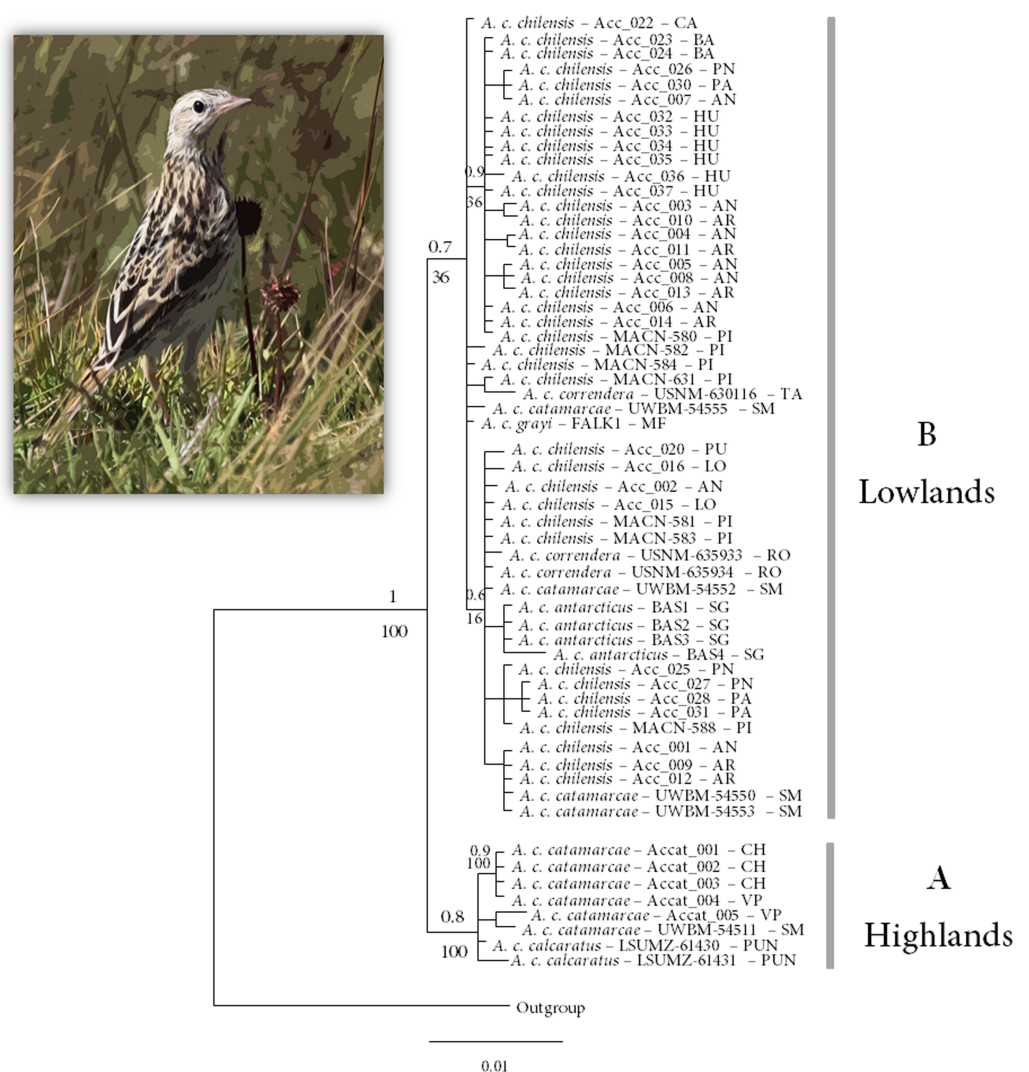 A. c. chilensis – Acc_022 – CA
A. c. chilensis – Acc_023 – BA
A. c. chilensis – Acc_024 – BA
A. c. chilensis – Acc_026 – PN
A. c. chilensis – Acc_030 – PA
A. c. chilensis – Acc_007 – AN
A. c. chilensis – Acc_032 – HU
A. c. chilensis – Acc_033 – HU
A. c. chilensis – Acc_034 – HU
A. c. chilensis – Acc_035 – HU
0.9
A. c. chilensis – Acc_036 – HU
A. c. chilensis – Acc_037 – HU
36
A. c. chilensis – Acc_003 – AN
A. c. chilensis – Acc_010 – AR
A. c. chilensis – Acc_004 – AN
0.7
A. c. chilensis – Acc_011 – AR
A. c. chilensis – Acc_005 – AN
36
A. c. chilensis – Acc_008 – AN
A. c. chilensis – Acc_013 – AR
A. c. chilensis – Acc_006 – AN
A. c. chilensis – Acc_014 – AR
A. c. chilensis – MACN-580 – PI
A. c. chilensis – MACN-582 – PI
A. c. chilensis – MACN-584 – PI
A. c. chilensis – MACN-631 – PI
A. c. correndera – USNM-630116 – TA
A. c. catamarcae – UWBM-54555 – SM
A. c. grayi – FALK1 – MF
A. c. chilensis – Acc_020 – PU
A. c. chilensis – Acc_016 – LO
A. c. chilensis – Acc_002 – AN
A. c. chilensis – Acc_015 – LO
A. c. chilensis – MACN-581 – PI
A. c. chilensis – MACN-583 – PI
A. c. correndera – USNM-635933 – RO
A. c. correndera – USNM-635934 – RO
A. c. catamarcae – UWBM-54552 – SM
0.6
A. c. antarcticus – BAS1 – SG
16
A. c. antarcticus – BAS2 – SG
A. c. antarcticus – BAS3 – SG
A. c. antarcticus – BAS4 – SG
A. c. chilensis – Acc_025 – PN
A. c. chilensis – Acc_027 – PN
A. c. chilensis – Acc_028 – PA
A. c. chilensis – Acc_031 – PA
A. c. chilensis – MACN-588 – PI
A. c. chilensis – Acc_001 – AN
A. c. chilensis – Acc_009 – AR
A. c. chilensis – Acc_012 – AR
A. c. catamarcae – UWBM-54550 – SM
A. c. catamarcae – UWBM-54553 – SM
B
Lowlands
1
100
0.9
A. c. catamarcae – Accat_001 – CH
100
A. c. catamarcae – Accat_002 – CH
A. c. catamarcae – Accat_003 – CH
A. c. catamarcae – Accat_004 – VP
0.8
A. c. catamarcae – Accat_005 – VP
A. c. catamarcae – UWBM-54511 – SM
100
A. c. calcaratus – LSUMZ-61430 – PUN
A. c. calcaratus – LSUMZ-61431 – PUN
A
Highlands
Outgroup
0.01